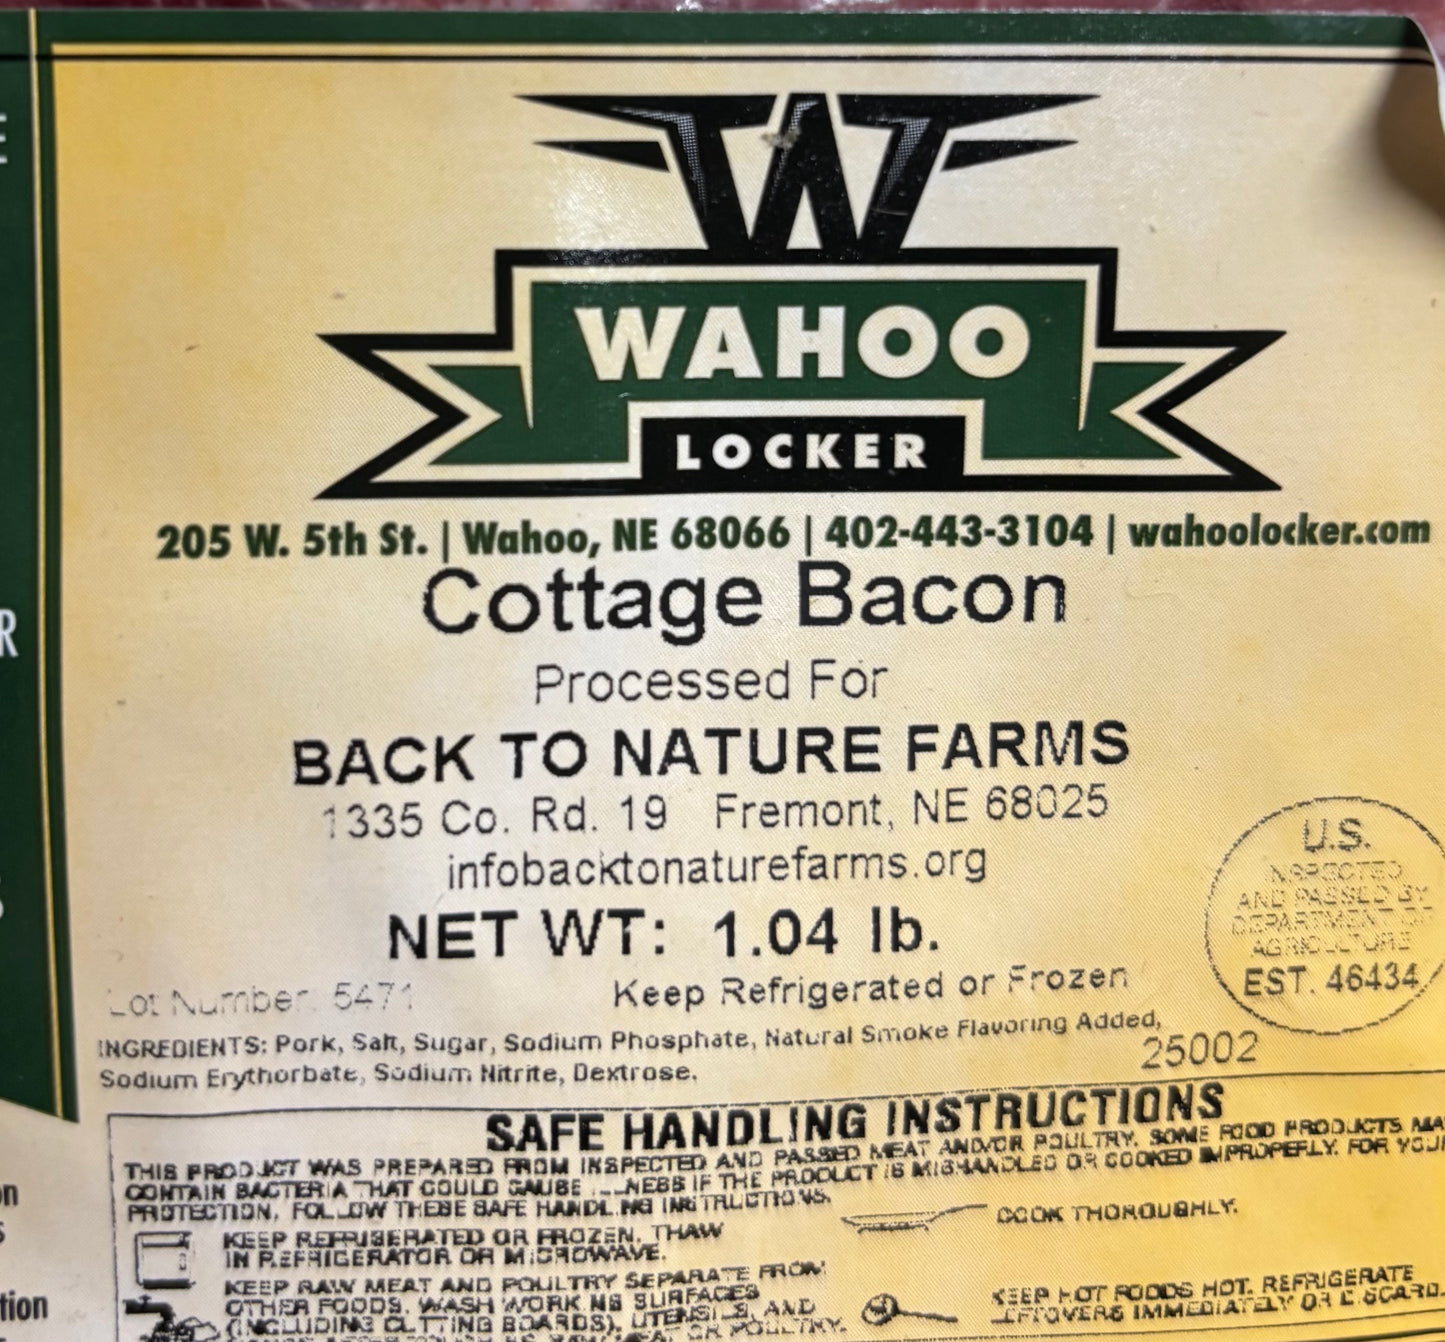 W
WAHOO
LOCKER
205 W. 5th St. | Wahoo, NE 68066 | 402-443-3104 | wahoolocker.com
Cottage Bacon
Processed For
BACK TO NATURE FARMS
1335 Co. Rd. 19 Fremont, NE 68025
infobacktonaturefarms.org
NET WT: 1.04 lb.
Lot Number: 5471
Keep Refrigerated or Frozen
U.S.
INSPECTED
AND PASSED BY
DEPARTMENT OF
AGRICULTURE
EST. 46434
INGREDIENTS: Pork, Salt, Sugar, Sodium Phosphate, Natural Smoke Flavoring Added,
Sodium Erythorbate, Sodium Nitrite, Dextrose.
25002
SAFE HANDLING INSTRUCTIONS
THIS PRODUCT WAS PREPARED FROM INSPECTED AND PASSED MEAT AND/OR POULTRY. SOME FOOD PRODUCTS MA
CONTAIN BACTERIA THAT COULD CAUSE ILLNESS IF THE PRODUCT IS MISHANDLED OR COOKED IMPROPERLY. FOR YOUR
PROTECTION, FOLLOW THESE SAFE HANDLING INSTRUCTIONS.
KEEP REFRIGERATED OR FROZEN. THAW
IN REFRIGERATOR OR MICROWAVE.
COOK THOROUGHLY.
KEEP RAW MEAT AND POULTRY SEPARATE FROM
OTHER FOODS. WASH WORKING SURFACES
(INCLUDING CUTTING BOARDS), UTENSILS, AND
KEEP HOT FOODS HOT. REFRIGERATE
LEFTOVERS IMMEDIATELY OR DISCARD.